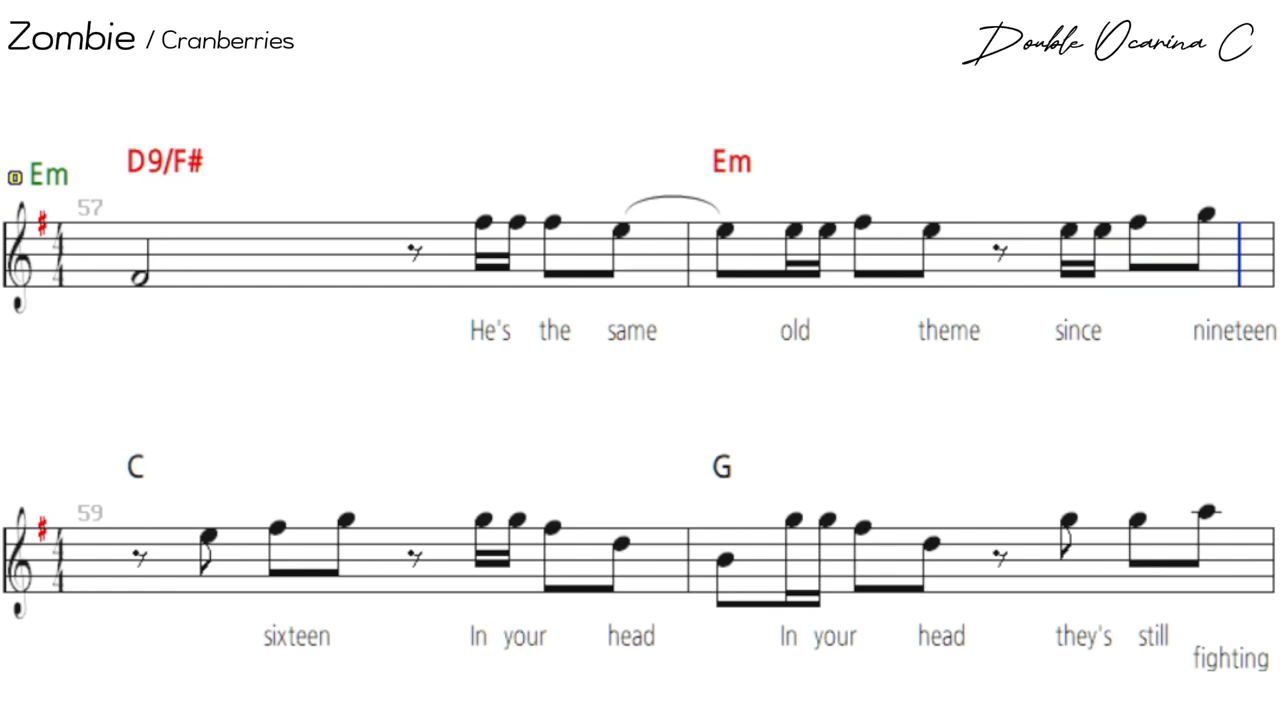 Zombie / Cranberries
Double Ocarina C
Em D9/F# Em
57
He's the same old theme since nineteen
C G
59
sixteen In your head In your head they's still fighting